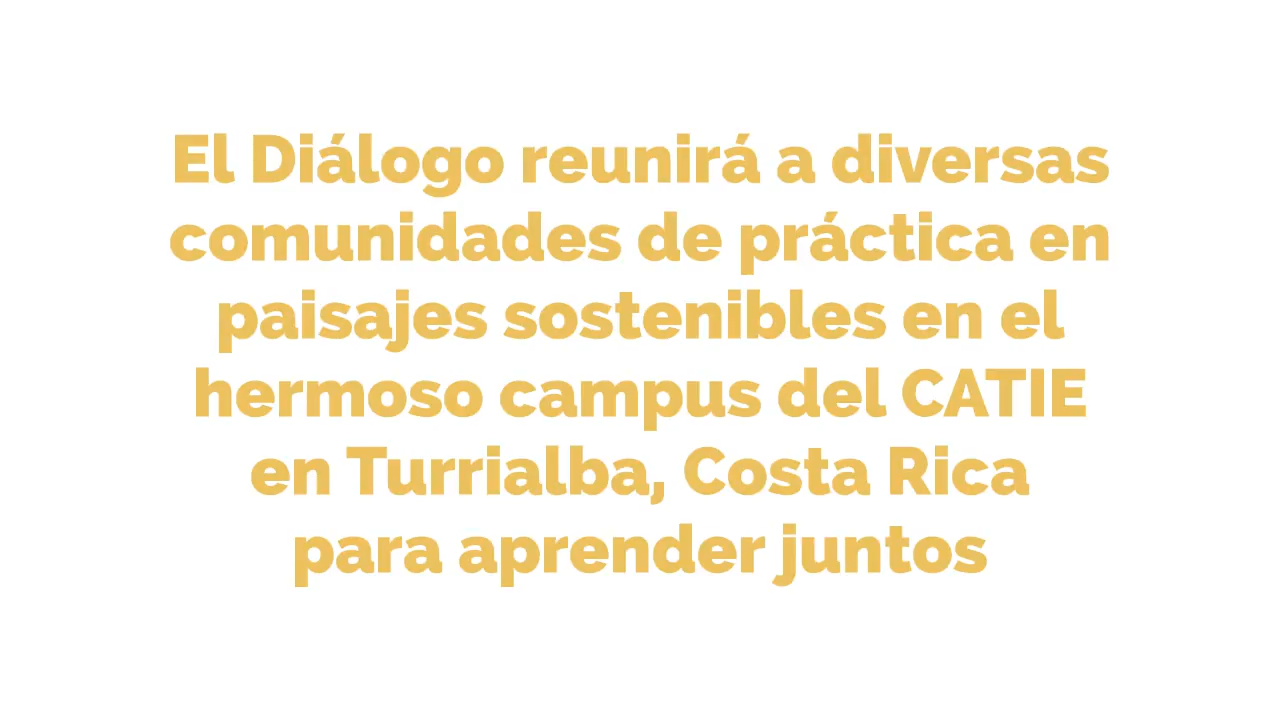 El Diálogo reunirá a diversas
comunidades de práctica en
paisajes sostenibles en el
hermoso campus del CATIE
en Turrialba, Costa Rica
para aprender juntos